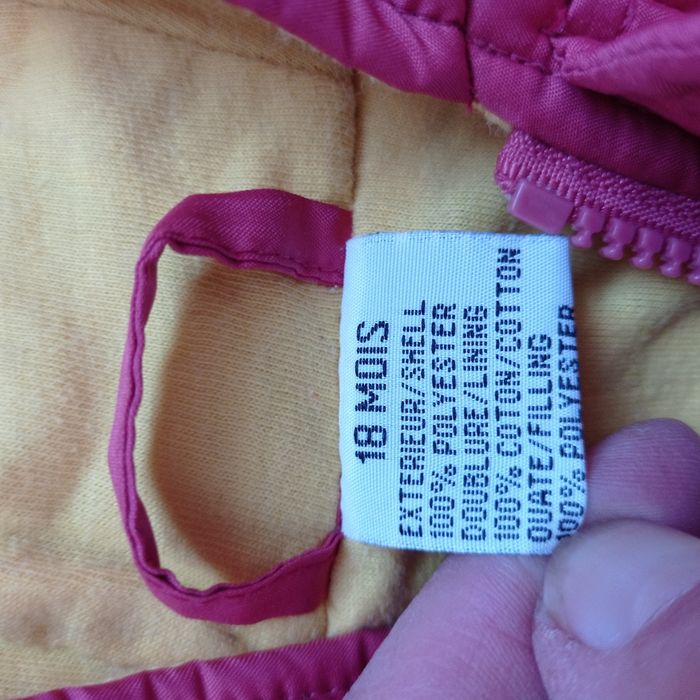 18 MOIS
EXTERIEUR/SHELL
100% POLYESTER
DOUBLURE/LINING
100% COTON/COTTON
OUATE/FILLING
100% POLYESTER